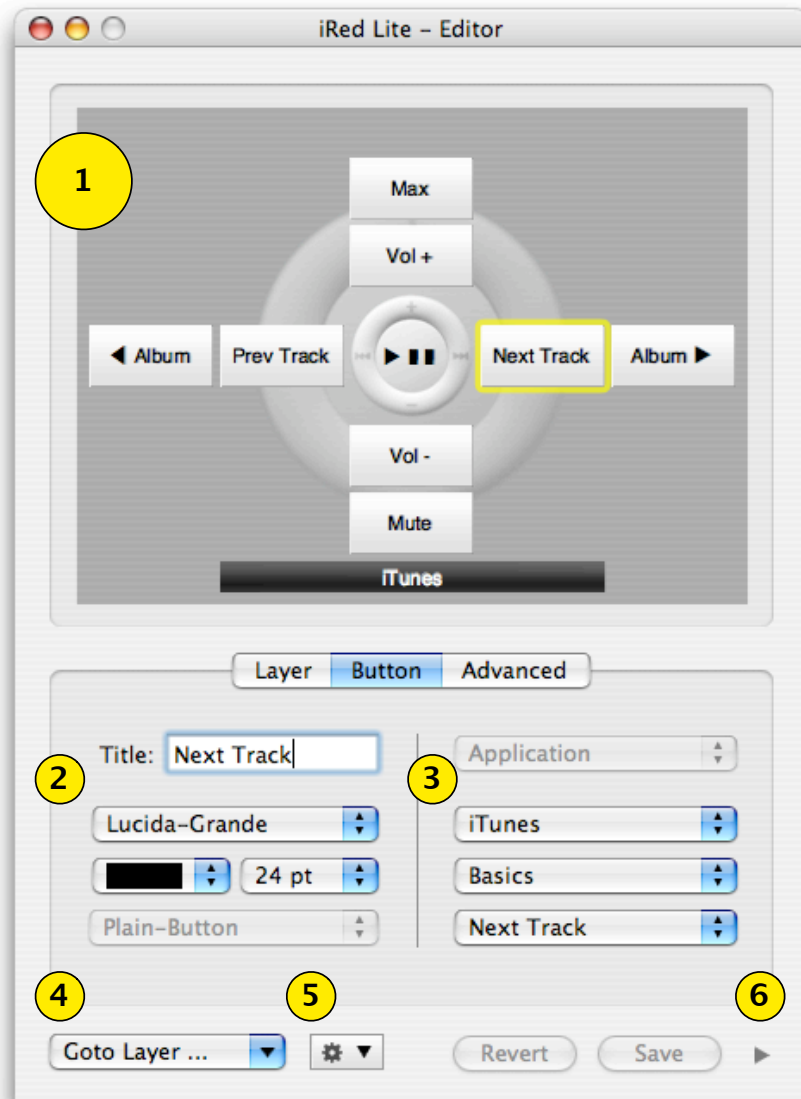 iRed Lite – Editor
1
Max
Vol +
◀ Album
Prev Track
▶ ▮▮
Next Track
Album ▶
Vol -
Mute
iTunes
Layer
Button
Advanced
Title: Next Track
Application
2
3
Lucida-Grande
iTunes
24 pt
Basics
Plain-Button
Next Track
4
5
6
Goto Layer ...
Revert
Save